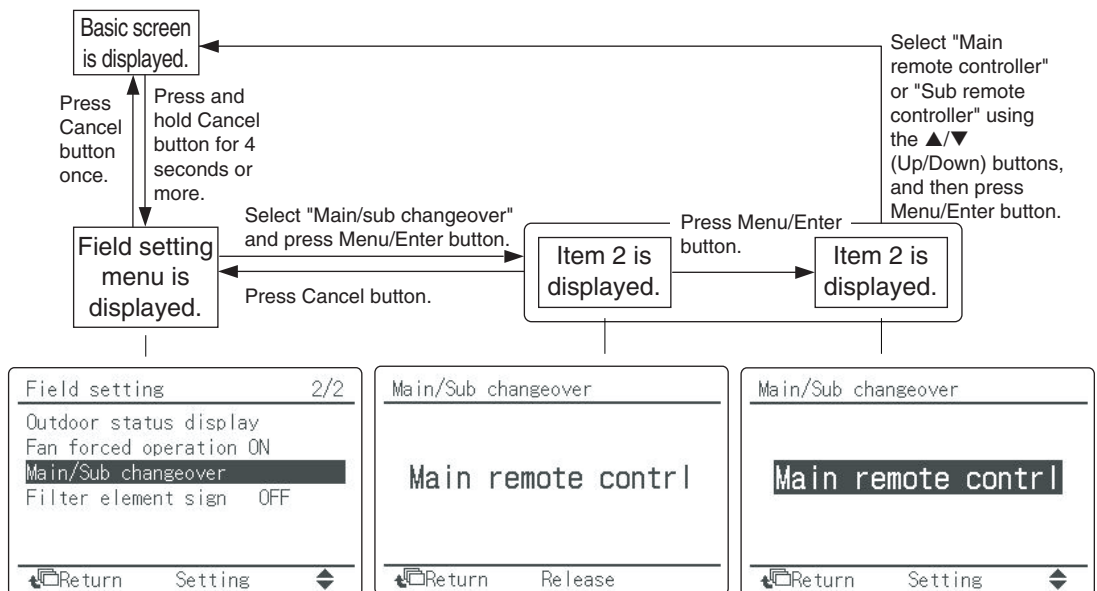 Basic screen
is displayed.
Press
Cancel
button
once.
Press and
hold Cancel
button for 4
seconds or
more.
Select "Main
remote controller"
or "Sub remote
controller" using
the ▲/▼
(Up/Down) buttons,
and then press
Menu/Enter button.
Field setting
menu is
displayed.
Select "Main/sub changeover"
and press Menu/Enter button.
Press Cancel button.
Item 2 is
displayed.
Press Menu/Enter
button.
Item 2 is
displayed.
Field setting 2/2
Outdoor status display
Fan forced operation ON
Main/Sub changeover
Filter element sign OFF
Return Setting
Main/Sub changeover
Main remote contrl
Return Release
Main/Sub changeover
Main remote contrl
Return Setting